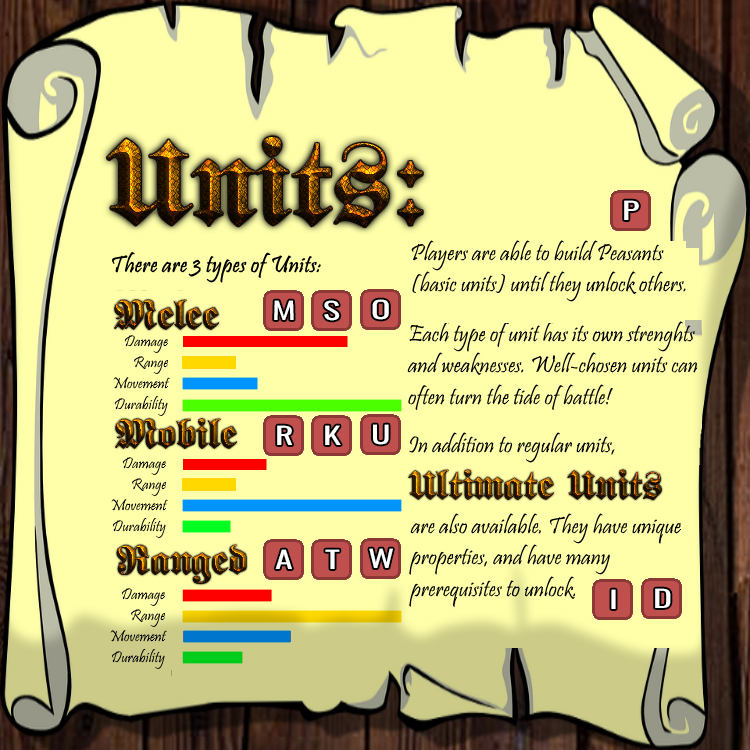 Units:
There are 3 types of Units:
Melee M S O
Damage
Range
Movement
Durability
Mobile R K U
Damage
Range
Movement
Durability
Ranged A T W
Damage
Range
Movement
Durability
P
Players are able to build Peasants
(basic units) until they unlock others.
Each type of unit has its own strenghts
and weaknesses. Well-chosen units can
often turn the tide of battle!
In addition to regular units,
Ultimate Units
are also available. They have unique
properties, and have many
prerequisites to unlock.
I D